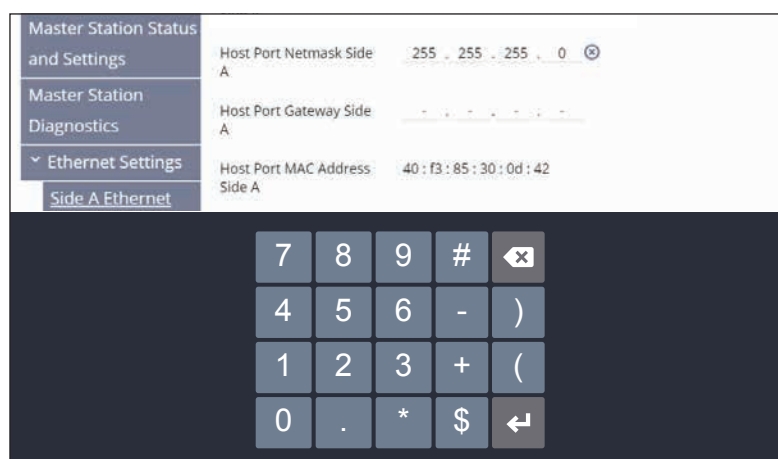 Master Station Status
and Settings
Host Port Netmask Side
A
255 . 255 . 255 . 0
Master Station
Diagnostics
Host Port Gateway Side
A
- . - . - . -
Ethernet Settings
Host Port MAC Address
Side A
40 : f3 : 85 : 30 : 0d : 42
Side A Ethernet
7 8 9 #
4 5 6 - )
1 2 3 + (
0 . * $